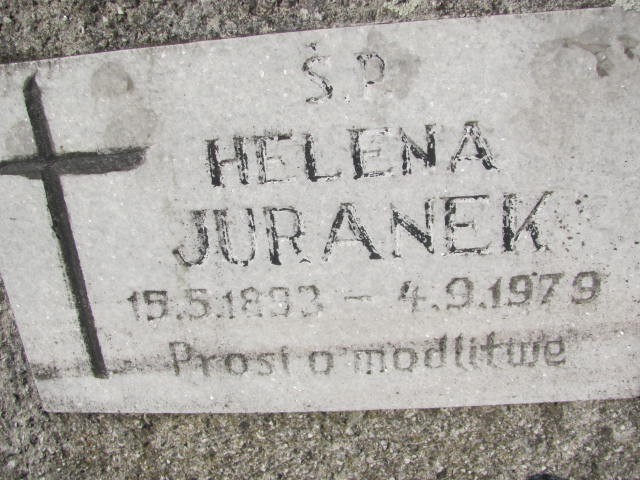 Ś P
HELENA
JURANEK
15.5.1893 - 4.9.1979
Prosi o modlitwę